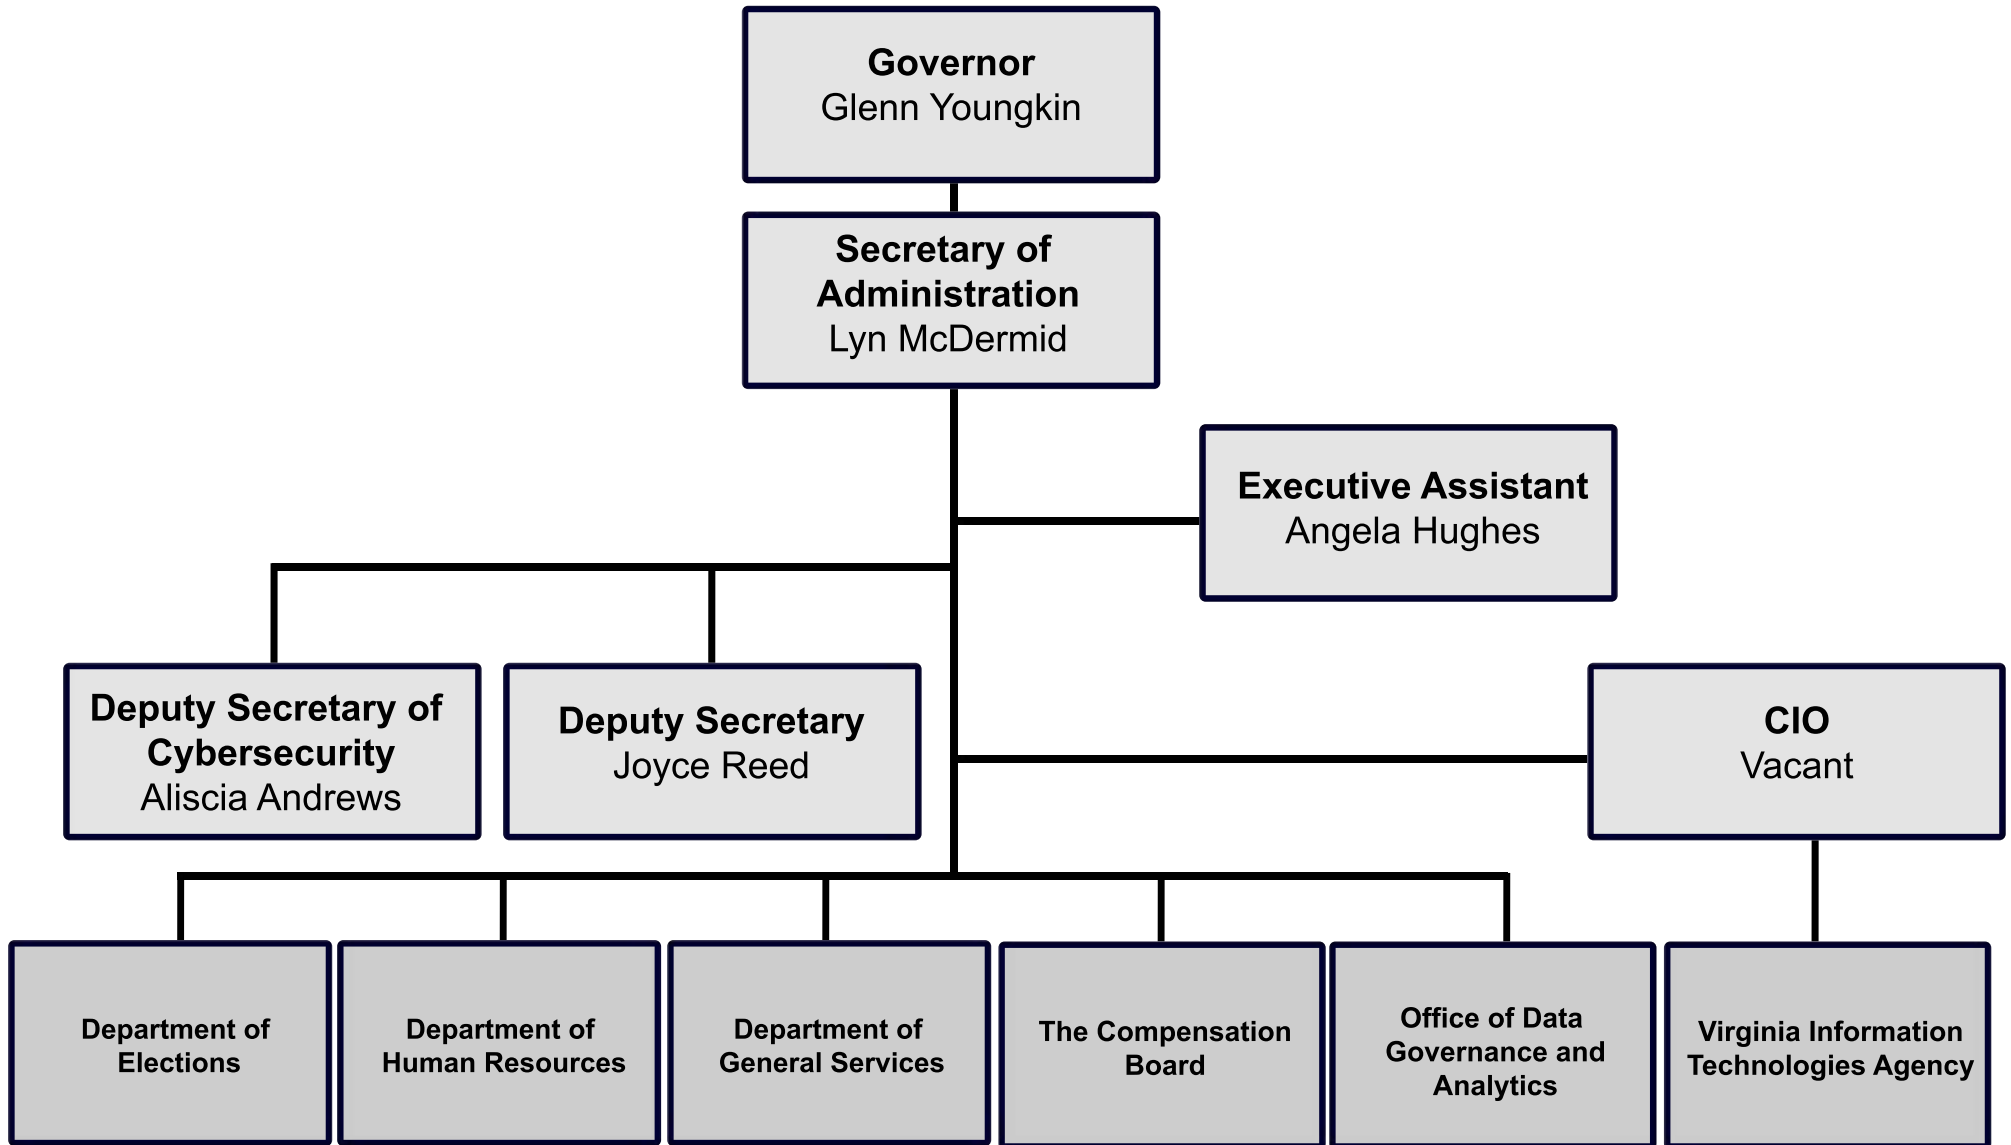 Governor
Glenn Youngkin
Secretary of
Administration
Lyn McDermid
Executive Assistant
Angela Hughes
Deputy Secretary of
Cybersecurity
Aliscia Andrews
Deputy Secretary
Joyce Reed
CIO
Vacant
Department of
Elections
Department of
Human Resources
Department of
General Services
The Compensation
Board
Office of Data
Governance and
Analytics
Virginia Information
Technologies Agency